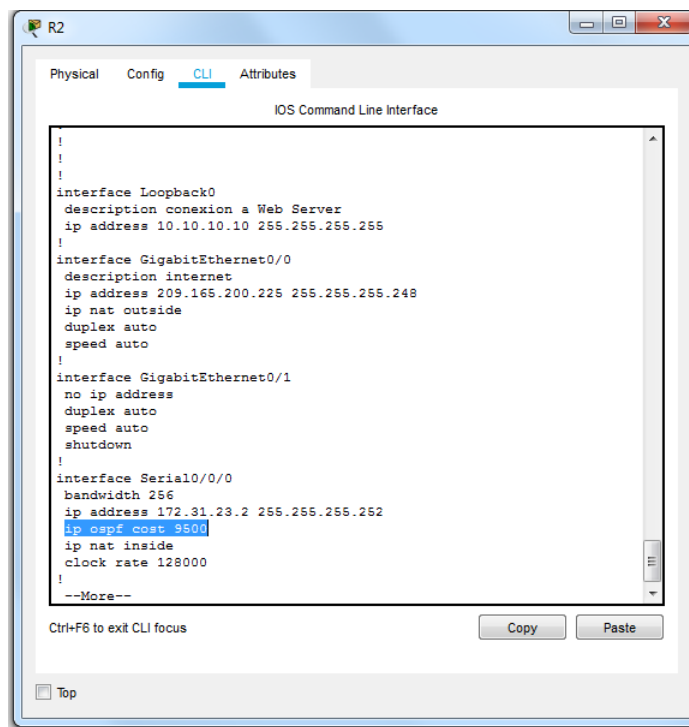 R2
Physical Config CLI Attributes
IOS Command Line Interface
!
!
!
!
interface Loopback0
description conexion a Web Server
ip address 10.10.10.10 255.255.255.255
!
interface GigabitEthernet0/0
description internet
ip address 209.165.200.225 255.255.255.248
ip nat outside
duplex auto
speed auto
!
interface GigabitEthernet0/1
no ip address
duplex auto
speed auto
shutdown
!
interface Serial0/0/0
bandwidth 256
ip address 172.31.23.2 255.255.255.252
ip ospf cost 9500
ip nat inside
clock rate 128000
!
--More--
Ctrl+F6 to exit CLI focus
Copy Paste
Top